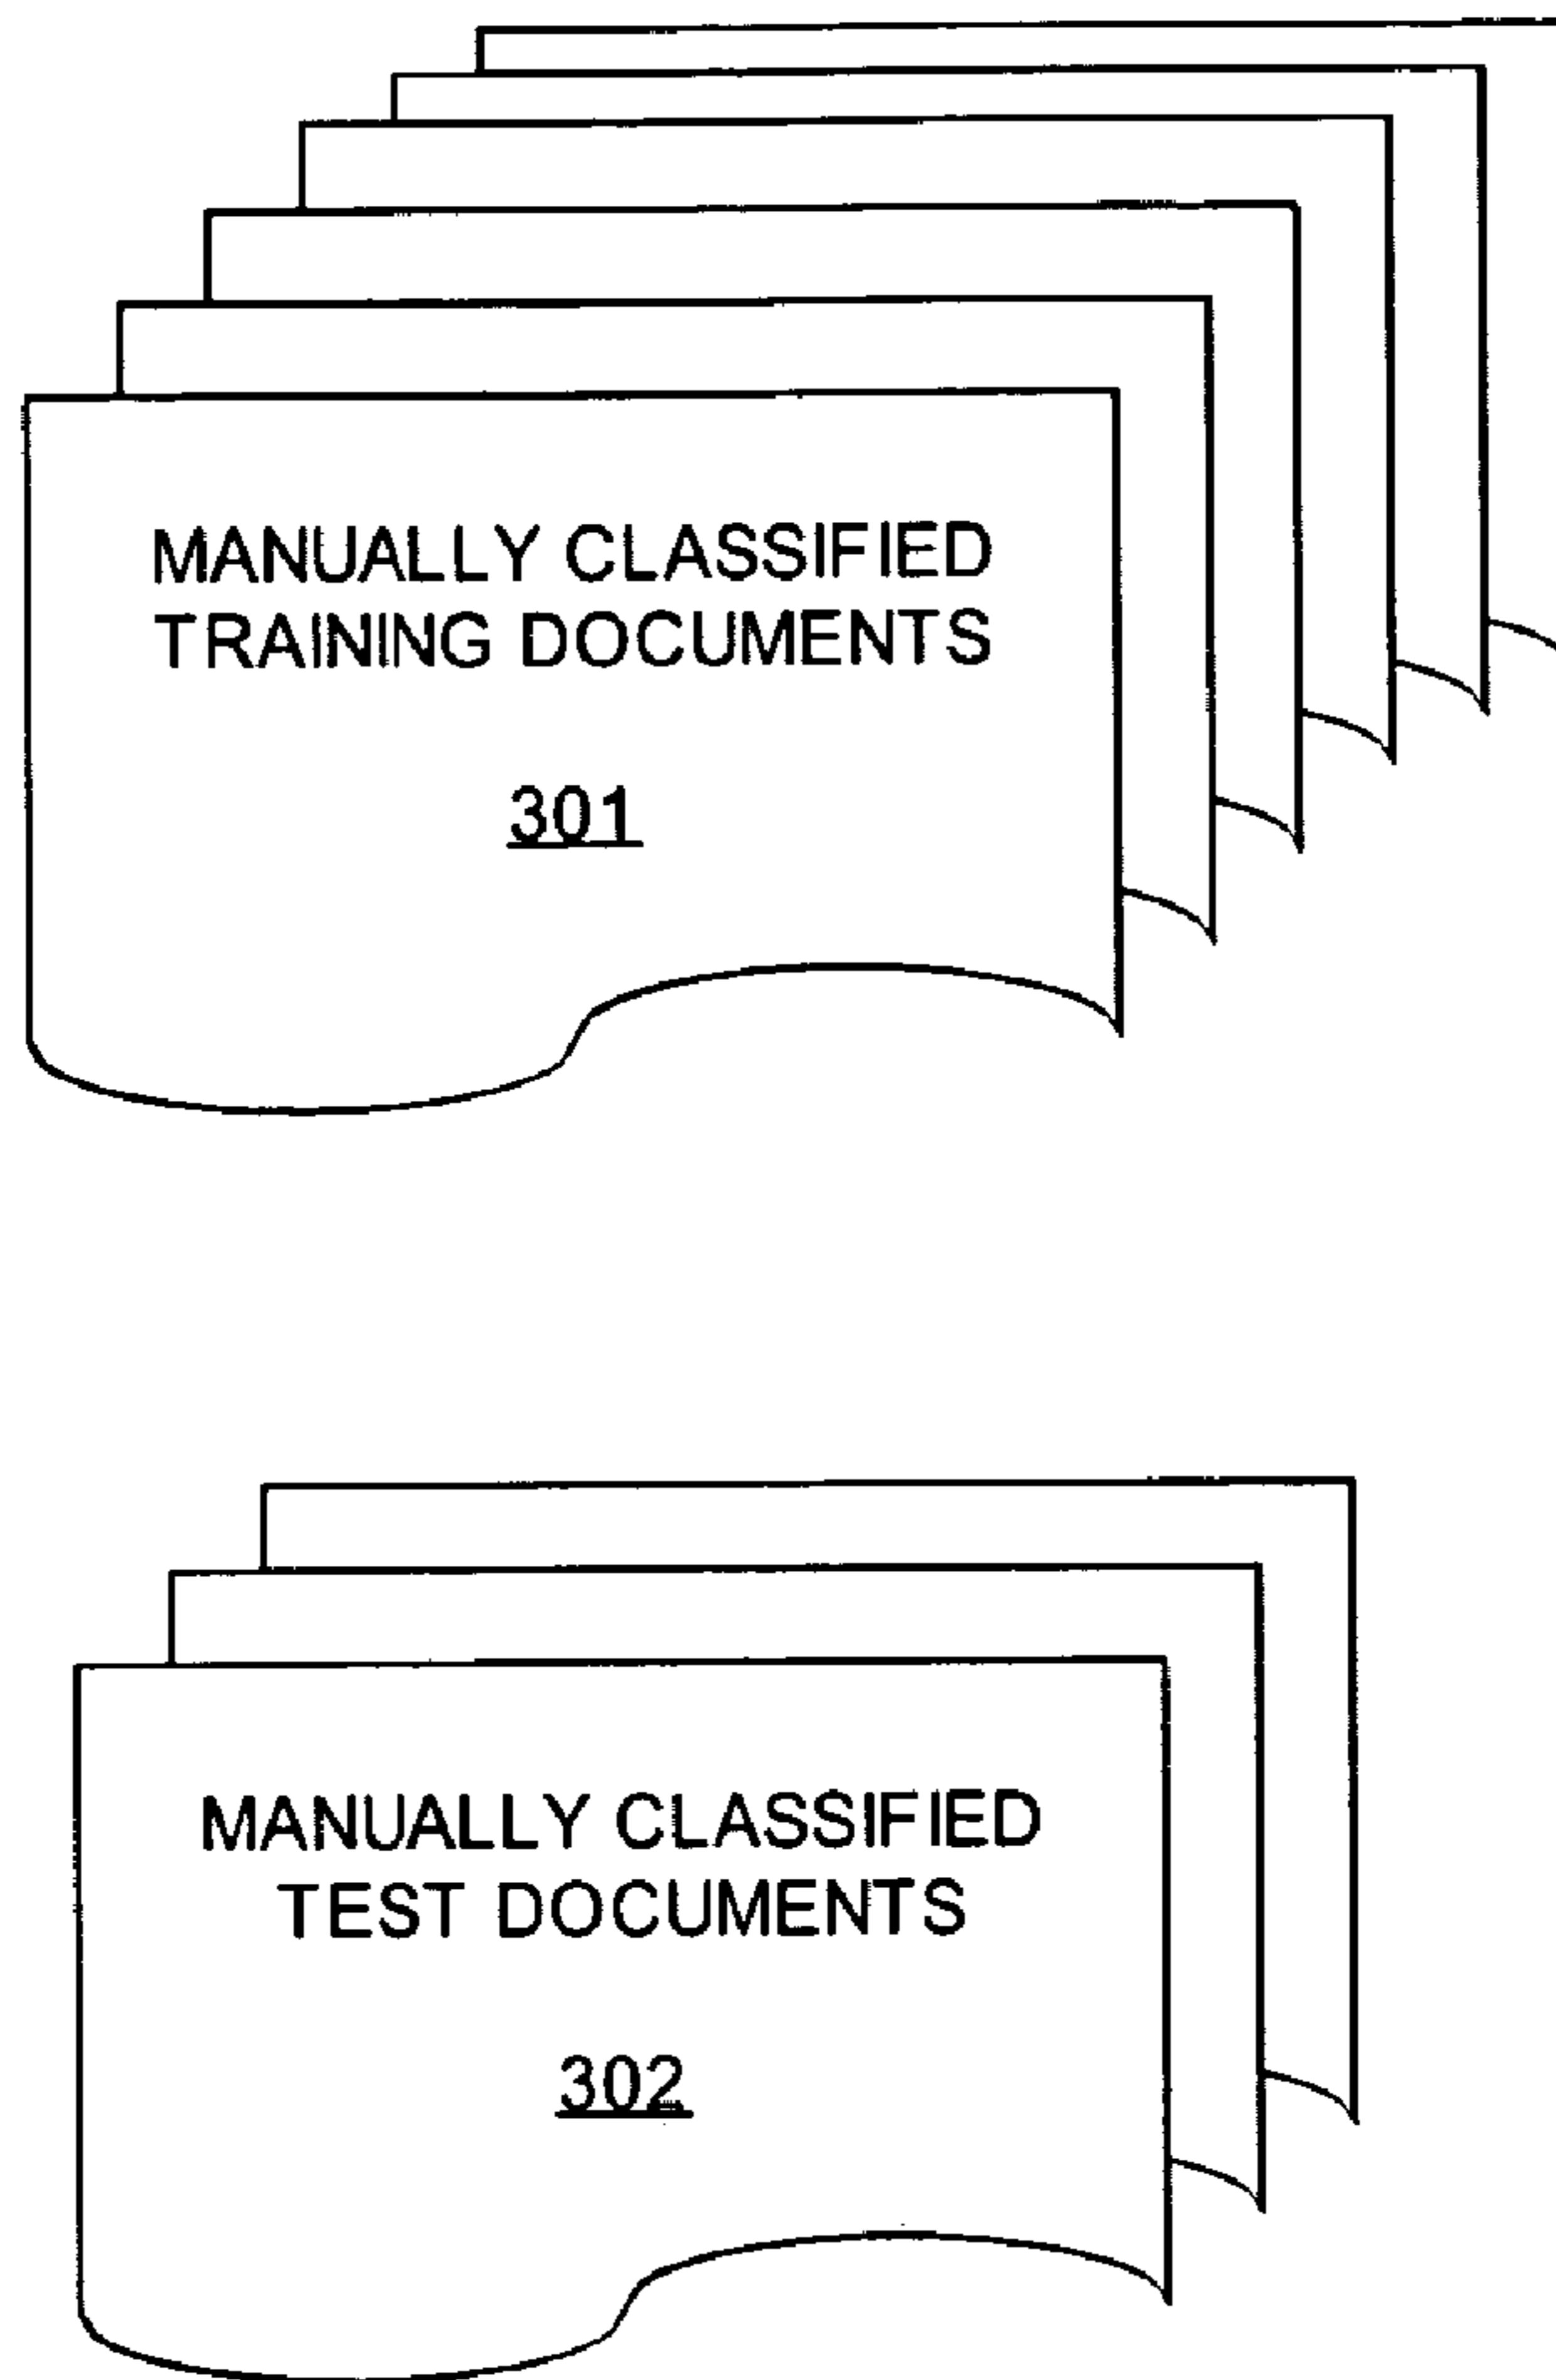 MANUALLY CLASSIFIED
TRAINING DOCUMENTS
301
MANUALLY CLASSIFIED
TEST DOCUMENTS
302